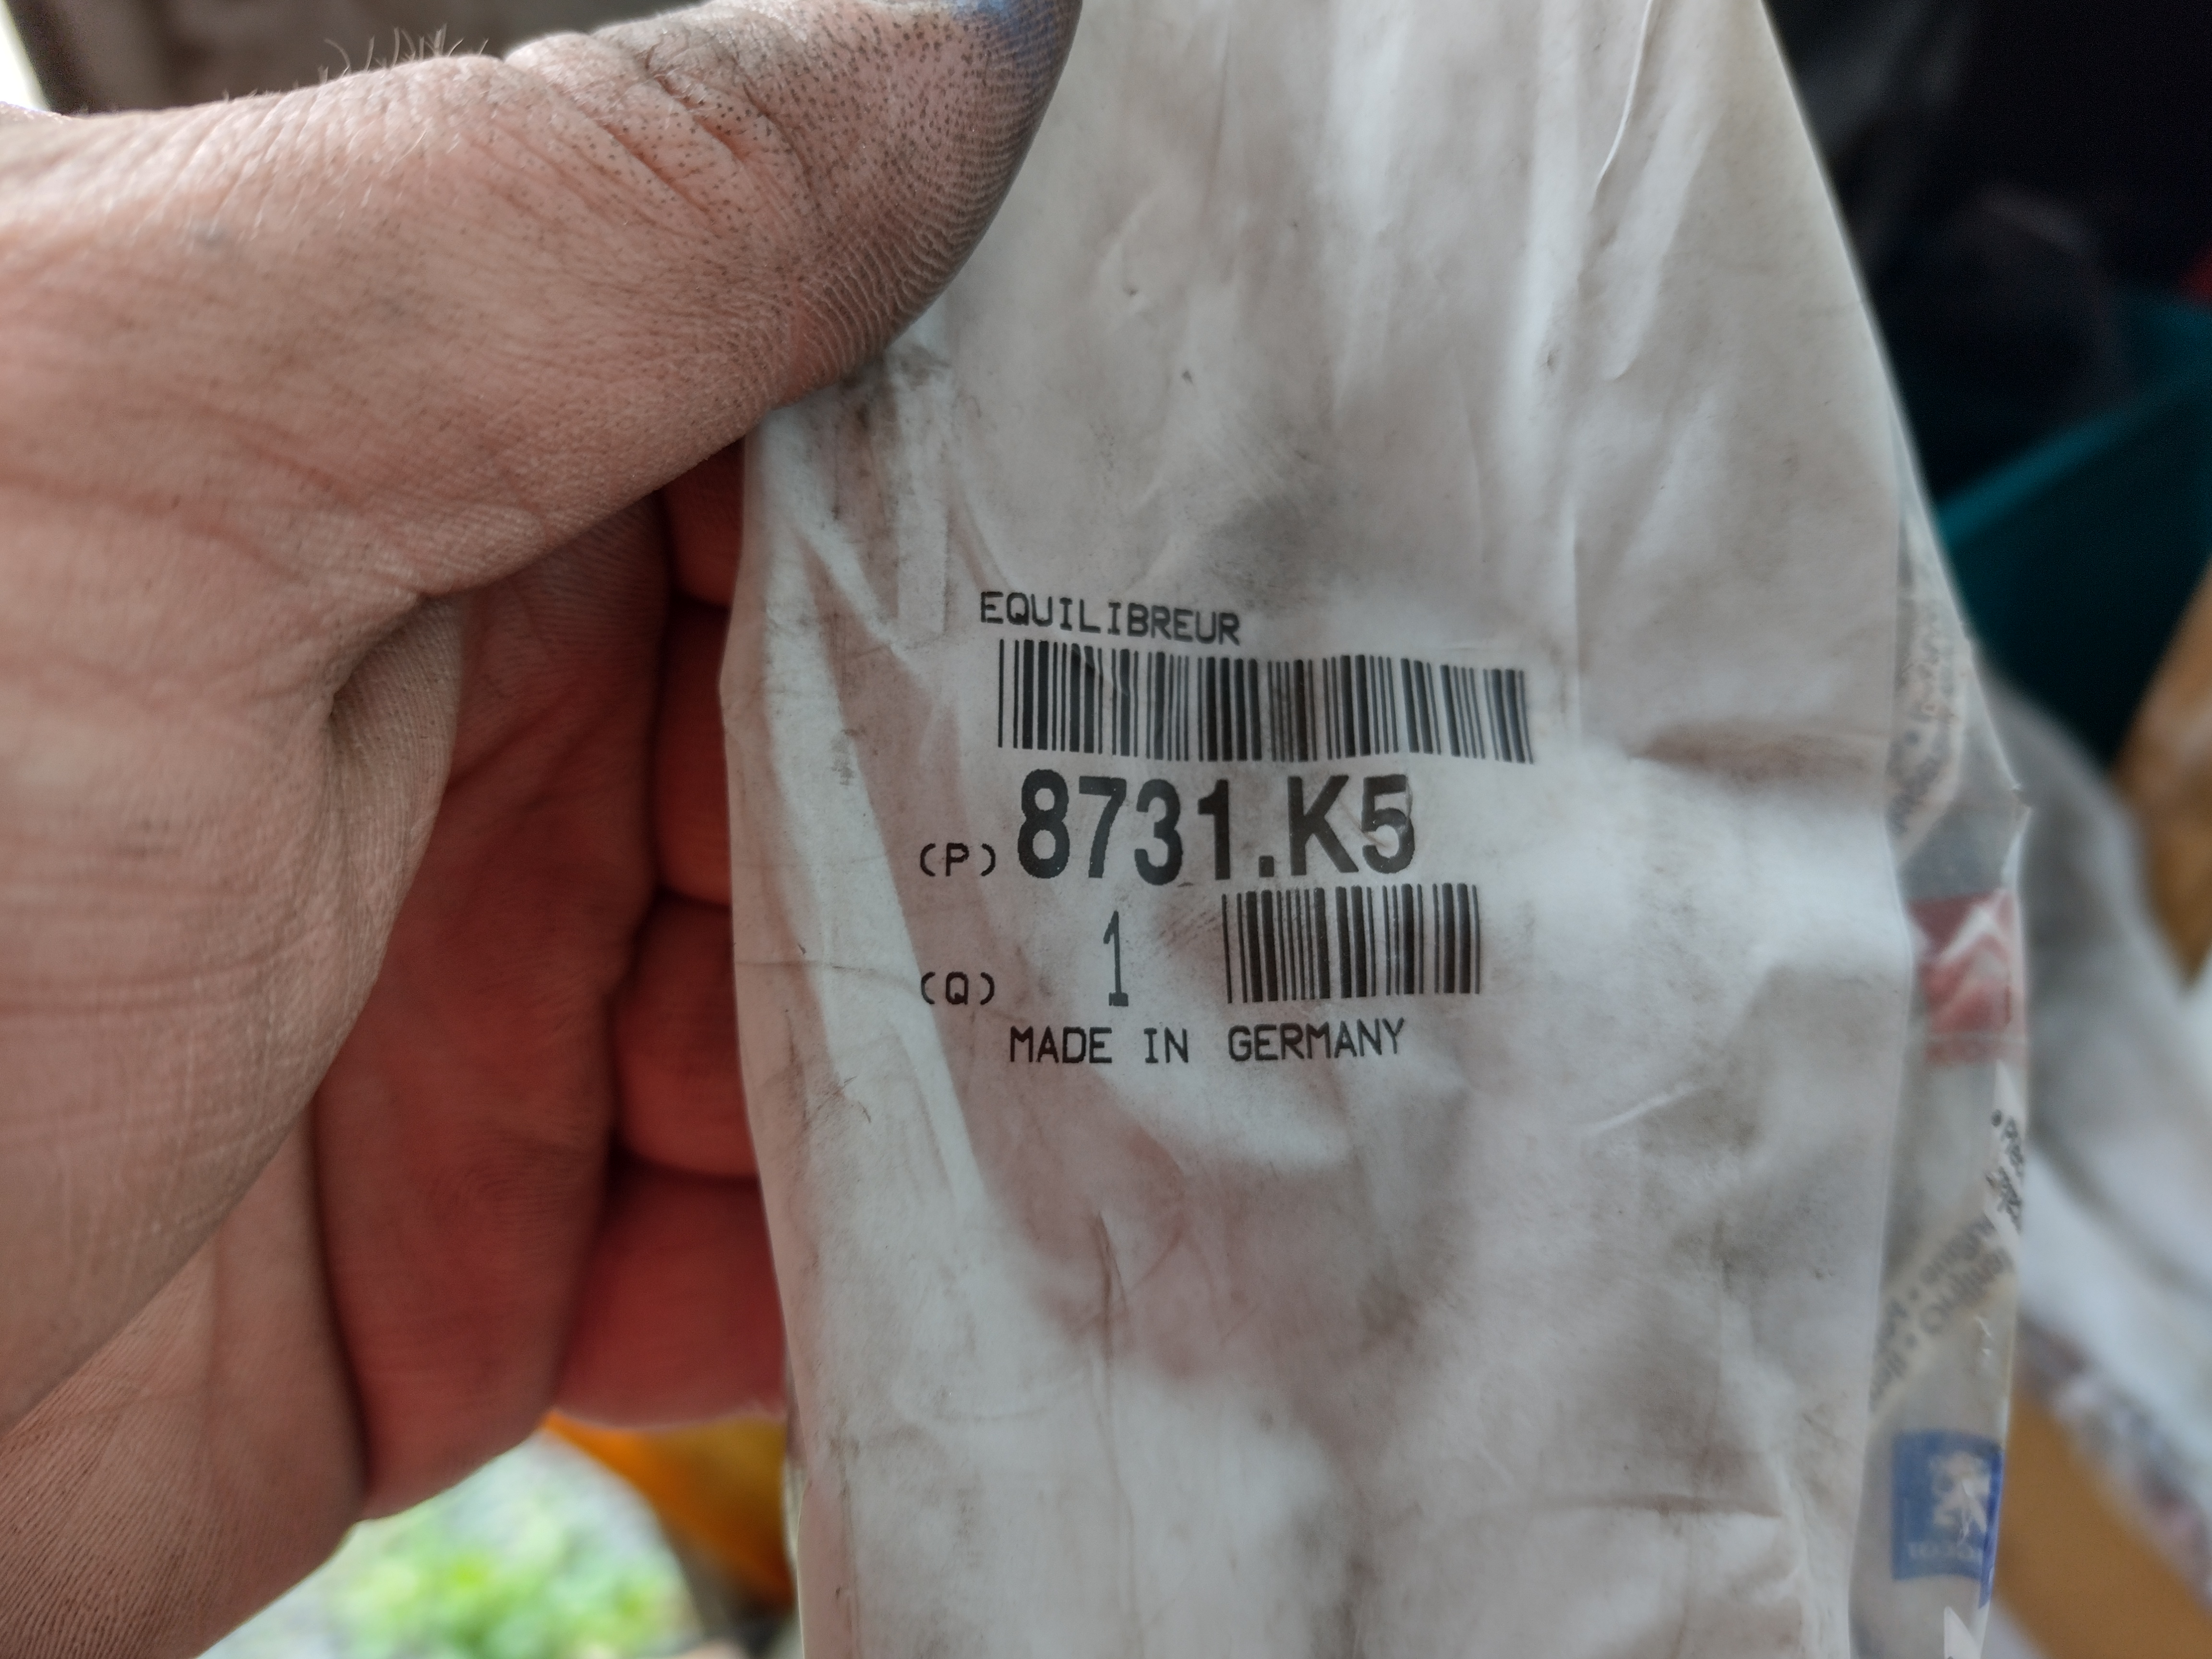 EQUILIBREUR
(P) 8731.K5
(Q) 1
MADE IN GERMANY